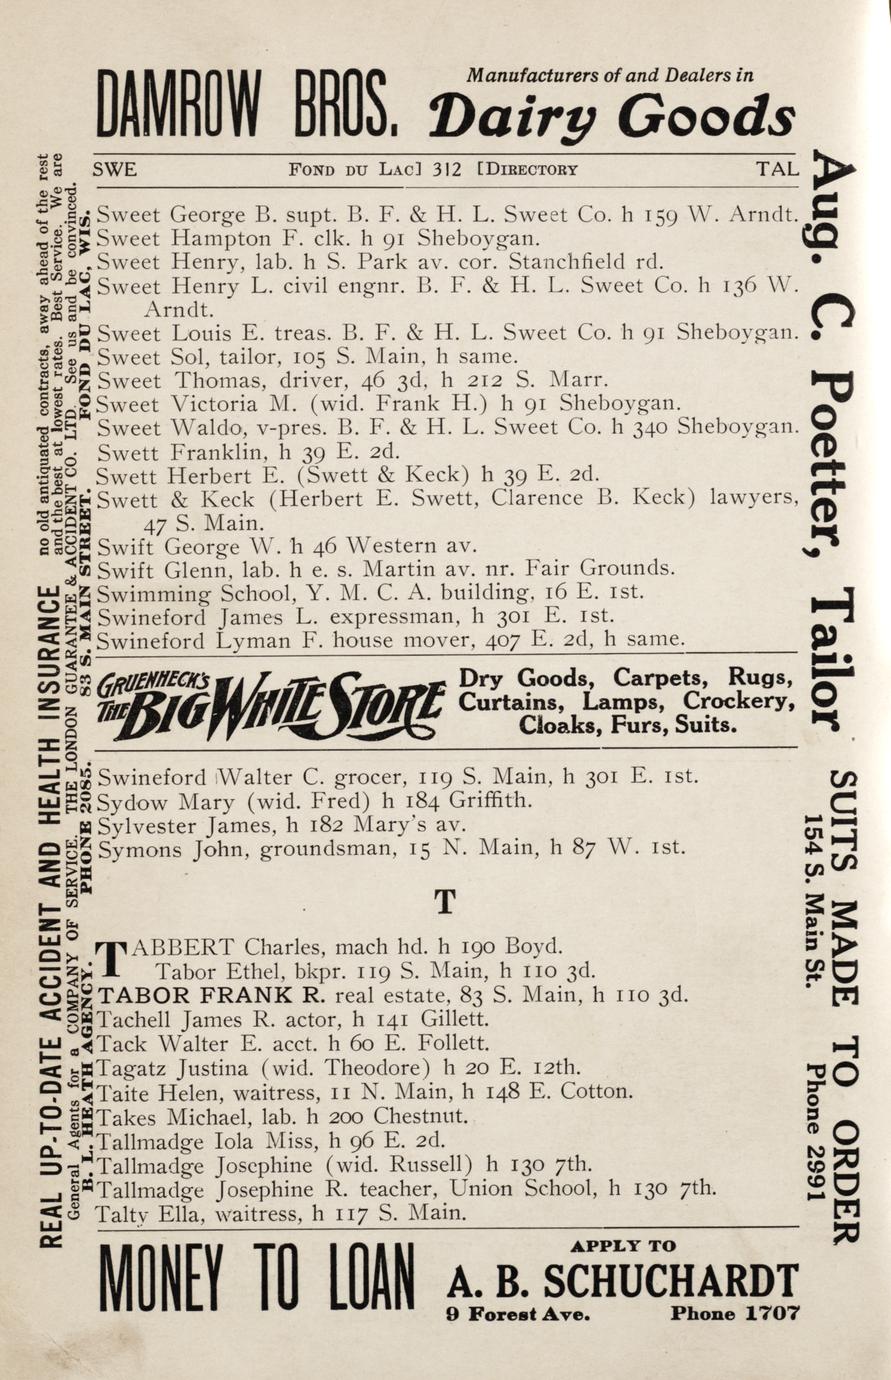 DAMROW BROS. Manufacturers of and Dealers in
Dairy Goods
SWE FOND DU LAC] 312 [DIRECTORY TAL
Sweet George B. supt. B. F. & H. L. Sweet Co. h 159 W. Arndt.
Sweet Hampton F. clk. h 91 Sheboygan.
Sweet Henry, lab. h S. Park av. cor. Stanchfield rd.
Sweet Henry L. civil engnr. B. F. & H. L. Sweet Co. h 136 W.
Arndt.
Sweet Louis E. treas. B. F. & H. L. Sweet Co. h 91 Sheboygan.
Sweet Sol, tailor, 105 S. Main, h same.
Sweet Thomas, driver, 46 3d, h 212 S. Marr.
Sweet Victoria M. (wid. Frank H.) h 91 Sheboygan.
Sweet Waldo, v-pres. B. F. & H. L. Sweet Co. h 340 Sheboygan.
Swett Franklin, h 39 E. 2d.
Swett Herbert E. (Swett & Keck) h 39 E. 2d.
Swett & Keck (Herbert E. Swett, Clarence B. Keck) lawyers,
47 S. Main.
Swift George W. h 46 Western av.
Swift Glenn, lab. h e. s. Martin av. nr. Fair Grounds.
Swimming School, Y. M. C. A. building, 16 E. 1st.
Swineford James L. expressman, h 301 E. 1st.
Swineford Lyman F. house mover, 407 E. 2d, h same.
GRUENHECK'S
THE BIG WHITE STORE
Dry Goods, Carpets, Rugs,
Curtains, Lamps, Crockery,
Cloaks, Furs, Suits.
Swineford Walter C. grocer, 119 S. Main, h 301 E. 1st.
Sydow Mary (wid. Fred) h 184 Griffith.
Sylvester James, h 182 Mary's av.
Symons John, groundsman, 15 N. Main, h 87 W. 1st.
T
TABBERT Charles, mach hd. h 190 Boyd.
Tabor Ethel, bkpr. 119 S. Main, h 110 3d.
TABOR FRANK R. real estate, 83 S. Main, h 110 3d.
Tachell James R. actor, h 141 Gillett.
Tack Walter E. acct. h 60 E. Follett.
Tagatz Justina (wid. Theodore) h 20 E. 12th.
Taite Helen, waitress, 11 N. Main, h 148 E. Cotton.
Takes Michael, lab. h 200 Chestnut.
Tallmadge Iola Miss, h 96 E. 2d.
Tallmadge Josephine (wid. Russell) h 130 7th.
Tallmadge Josephine R. teacher, Union School, h 130 7th.
Talty Ella, waitress, h 117 S. Main.
MONEY TO LOAN
APPLY TO
A. B. SCHUCHARDT
9 Forest Ave. Phone 1707
REAL UP-TO-DATE ACCIDENT AND HEALTH INSURANCE no old antiquated contracts, away ahead of the rest
and the best at lowest rates. Best Service. We are
General Agents for a COMPANY OF SERVICE. THE LONDON GUARANTEE & ACCIDENT CO. LTD. See us and be convinced.
B. L. HEATH AGENCY. PHONE 2085. 83 S. MAIN STREET. FOND DU LAC, WIS.
Aug. C. Poetter, Tailor
SUITS MADE TO ORDER
154 S. Main St. Phone 2991